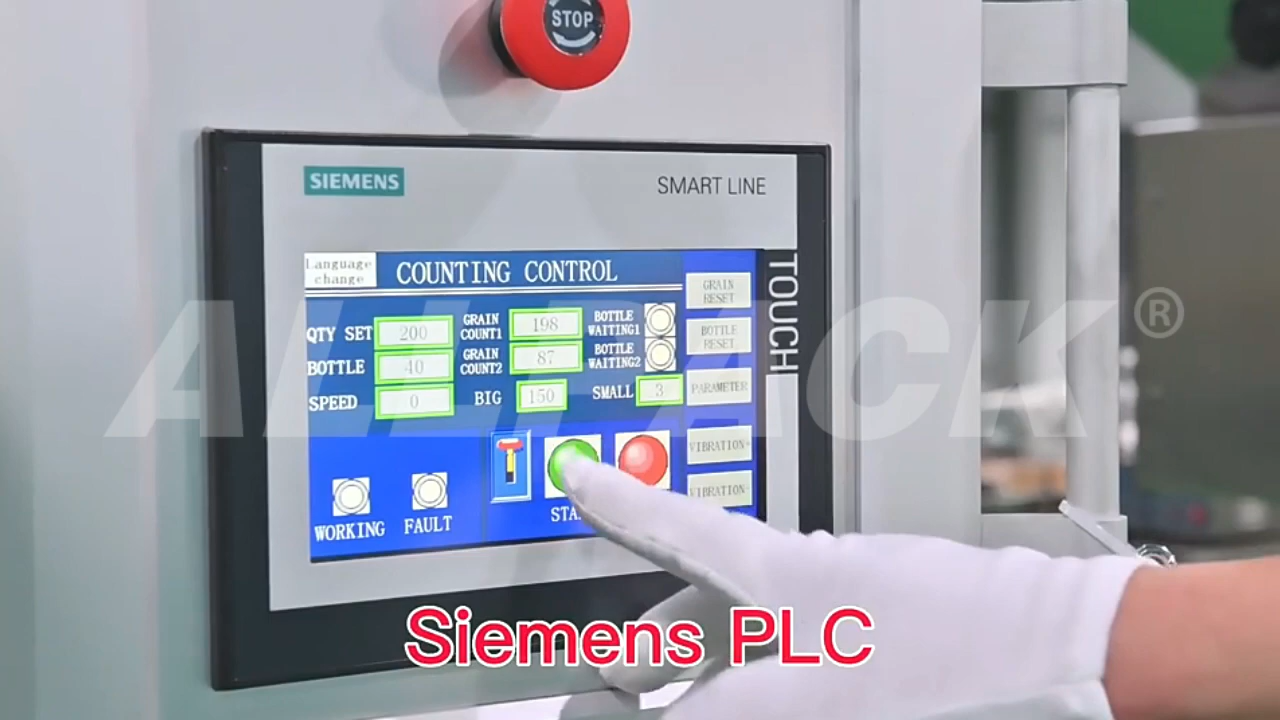 STOP
SIEMENS
SMART LINE
TOUCH
Language change
COUNTING CONTROL
QTY SET 200
GRAIN COUNT1 198
BOTTLE WAITING1
BOTTLE 40
GRAIN COUNT2 87
BOTTLE WAITING2
SPEED 0
BIG 150
SMALL 3
GRAIN RESET
BOTTLE RESET
PARAMETER
VIBRATION+
VIBRATION-
WORKING
FAULT
ALLPACK®
Siemens PLC